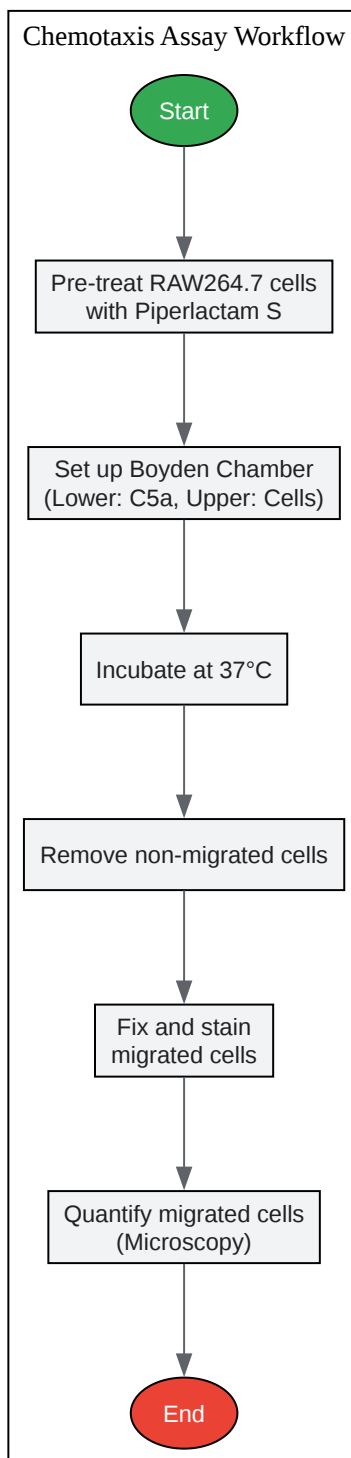 Chemotaxis Assay Workflow
Start
Pre-treat RAW264.7 cells
with Piperlactam S
Set up Boyden Chamber
(Lower: C5a, Upper: Cells)
Incubate at 37°C
Remove non-migrated cells
Fix and stain
migrated cells
Quantify migrated cells
(Microscopy)
End